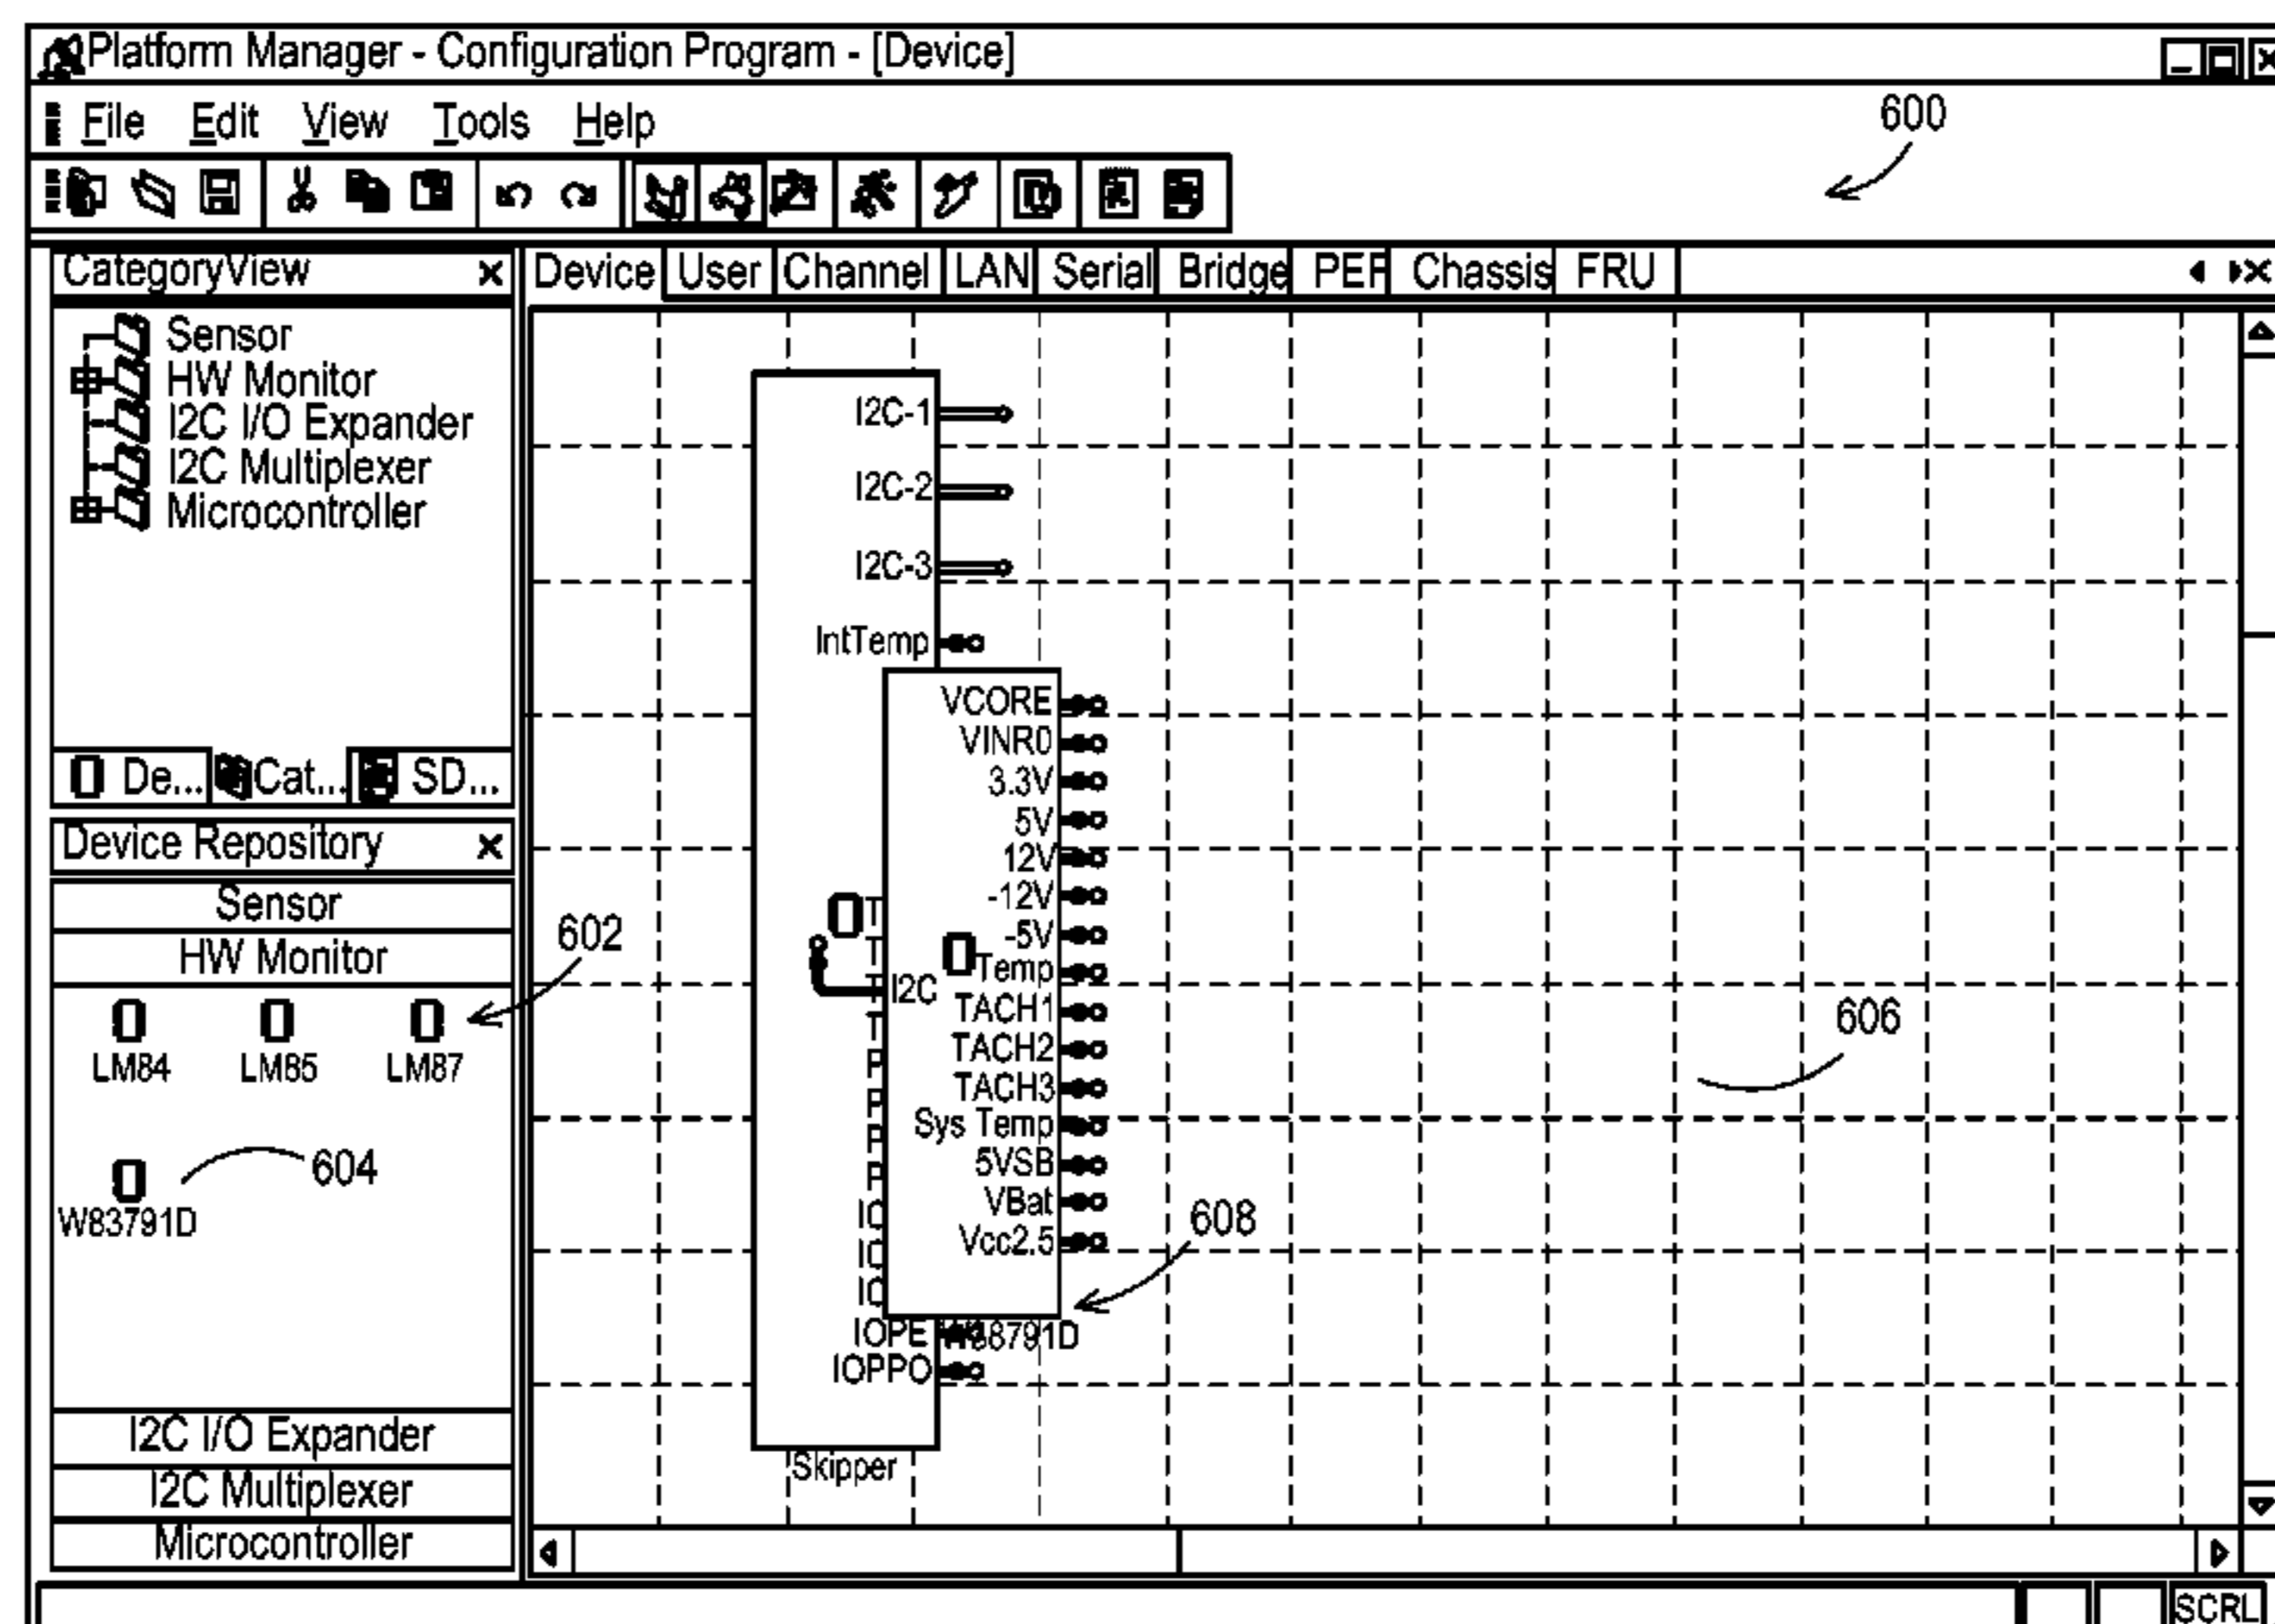 Platform Manager - Configuration Program - [Device]
File Edit View Tools Help
600
CategoryView
Sensor
HW Monitor
I2C I/O Expander
I2C Multiplexer
Microcontroller
De... Cat... SD...
Device Repository
Sensor
HW Monitor
602
LM84 LM85 LM87
604
W83791D
I2C I/O Expander
I2C Multiplexer
Microcontroller
Device User Channel LAN Serial Bridge PEF Chassis FRU
I2C-1
I2C-2
I2C-3
IntTemp
VCORE
VINR0
3.3V
5V
12V
-12V
-5V
Temp
I2C
TACH1
TACH2
TACH3
Sys Temp
5VSB
VBat
Vcc2.5
T
T
T
T
P
P
P
P
IO
IO
IO
IOPE
W83791D
IOPPO
Skipper
606
608
SCRL